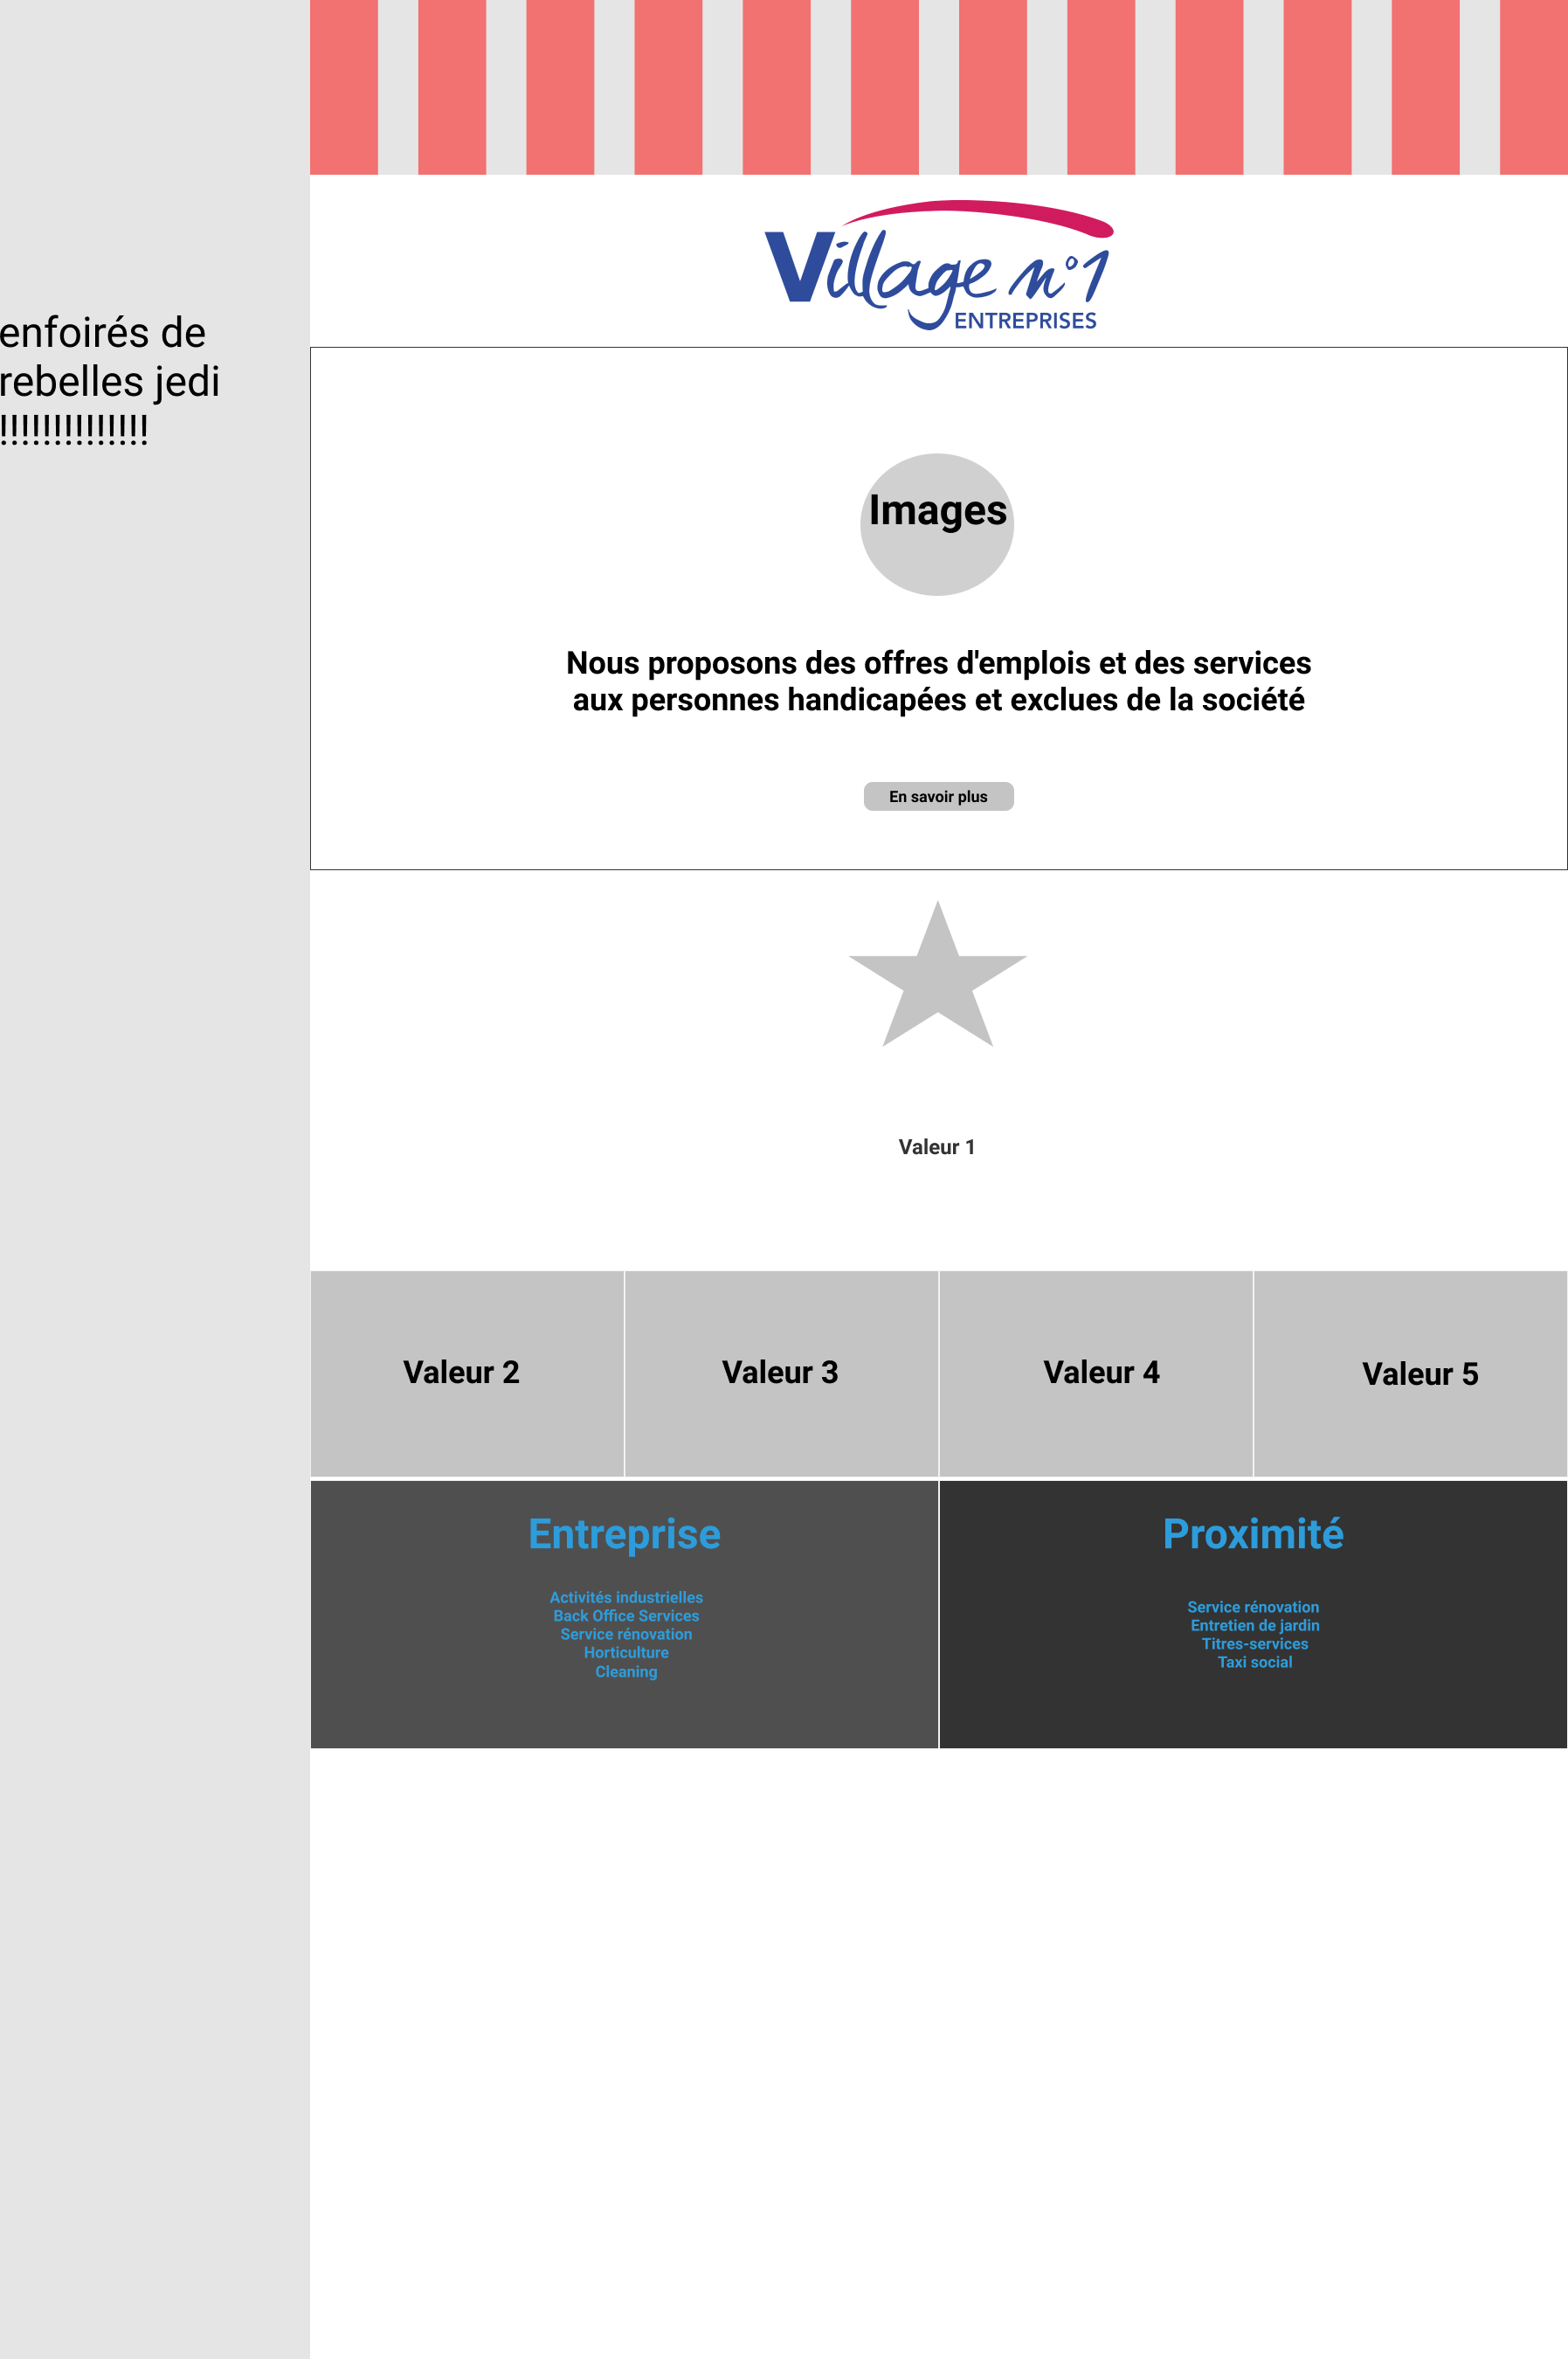 Village n°1
ENTREPRISES
enfoirés de
rebelles jedi
!!!!!!!!!!!!!!
Images
Nous proposons des offres d'emplois et des services
aux personnes handicapées et exclues de la société
En savoir plus
Valeur 1
Valeur 2
Valeur 3
Valeur 4
Valeur 5
Entreprise
Activités industrielles
Back Office Services
Service rénovation
Horticulture
Cleaning
Proximité
Service rénovation
Entretien de jardin
Titres-services
Taxi social